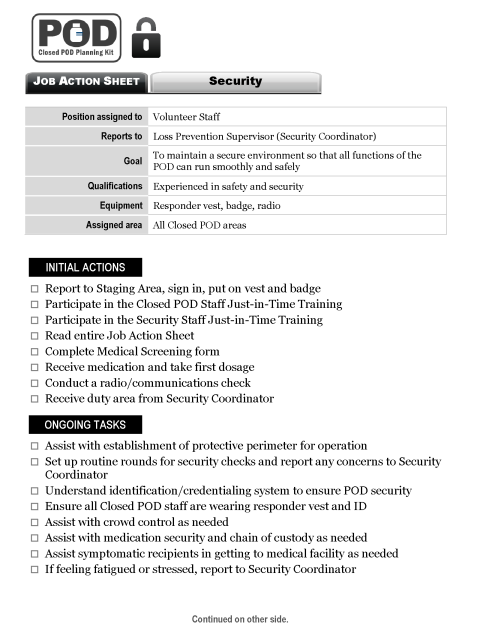 POD
Closed POD Planning Kit
JOB ACTION SHEET
Security
Position assigned to Volunteer Staff
Reports to Loss Prevention Supervisor (Security Coordinator)
Goal To maintain a secure environment so that all functions of the
POD can run smoothly and safely
Qualifications Experienced in safety and security
Equipment Responder vest, badge, radio
Assigned area All Closed POD areas
INITIAL ACTIONS
Report to Staging Area, sign in, put on vest and badge
Participate in the Closed POD Staff Just-in-Time Training
Participate in the Security Staff Just-in-Time Training
Read entire Job Action Sheet
Complete Medical Screening form
Receive medication and take first dosage
Conduct a radio/communications check
Receive duty area from Security Coordinator
ONGOING TASKS
Assist with establishment of protective perimeter for operation
Set up routine rounds for security checks and report any concerns to Security
Coordinator
Understand identification/credentialing system to ensure POD security
Ensure all Closed POD staff are wearing responder vest and ID
Assist with crowd control as needed
Assist with medication security and chain of custody as needed
Assist symptomatic recipients in getting to medical facility as needed
If feeling fatigued or stressed, report to Security Coordinator
Continued on other side.